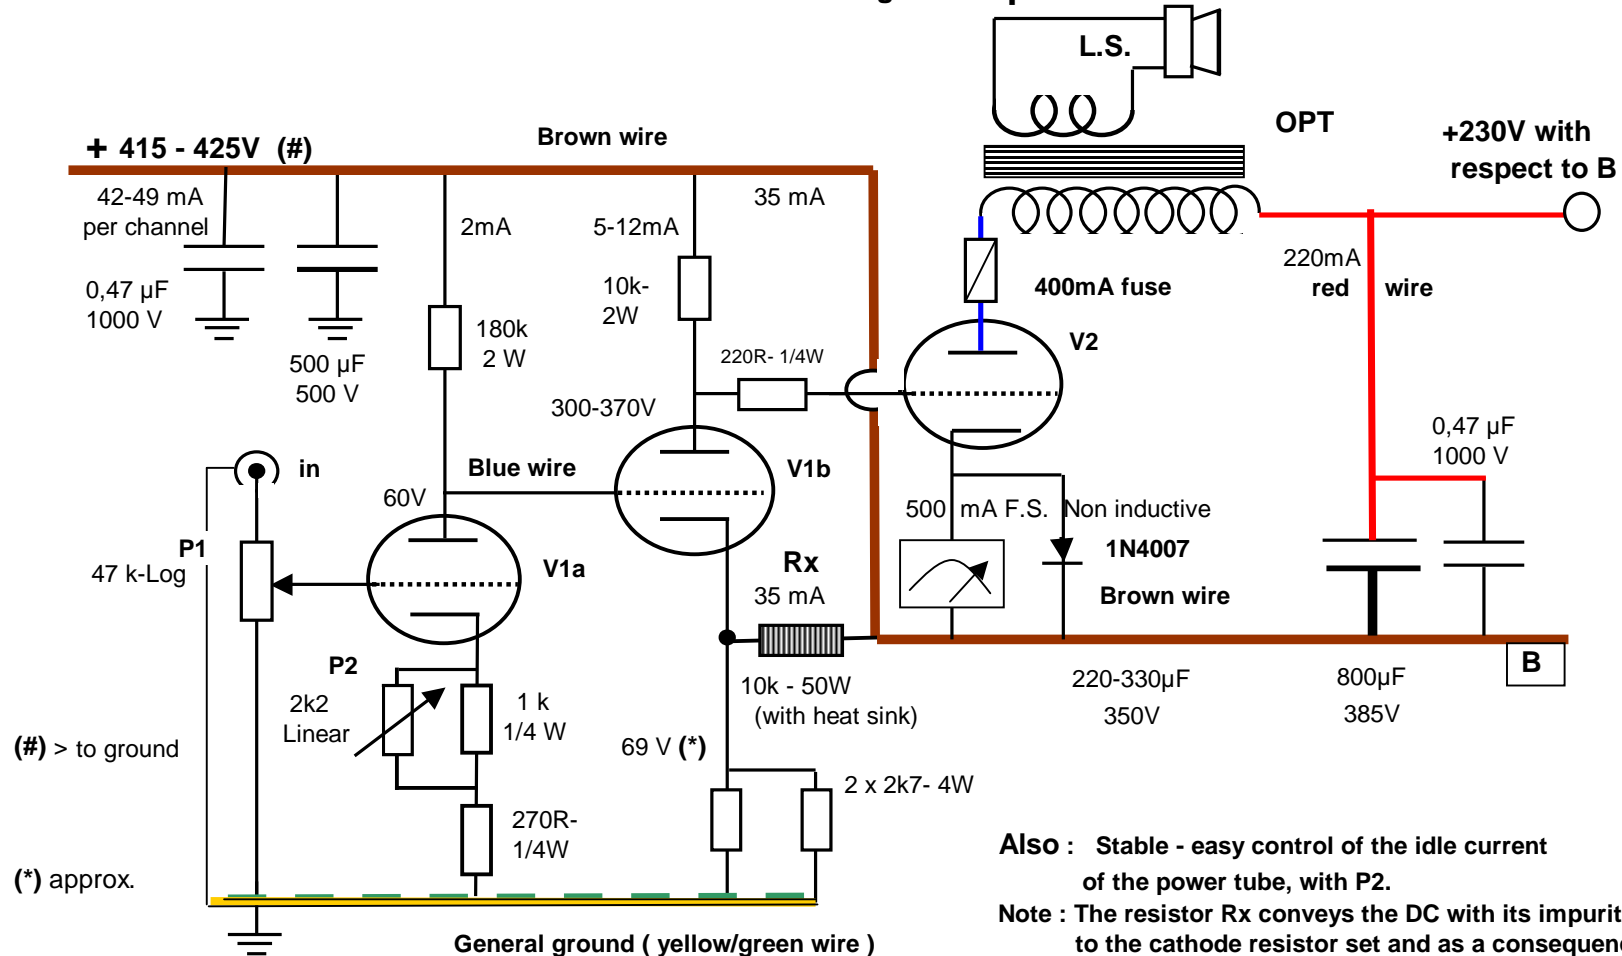 L.S.
OPT
+230V with
respect to B
+ 415 - 425V (#)
Brown wire
42-49 mA
per channel
2mA
5-12mA
35 mA
0,47 µF
1000 V
500 µF
500 V
180k
2 W
10k-
2W
220R- 1/4W
400mA fuse
V2
220mA
red wire
300-370V
in
Blue wire
60V
V1b
0,47 µF
1000 V
P1
47 k-Log
V1a
Rx
35 mA
500 mA F.S. Non inductive
1N4007
Brown wire
B
P2
2k2
Linear
1 k
1/4 W
10k - 50W
(with heat sink)
220-330µF
350V
800µF
385V
(#) > to ground
69 V (*)
2 x 2k7- 4W
270R-
1/4W
(*) approx.
Also : Stable - easy control of the idle current
of the power tube, with P2.
Note : The resistor Rx conveys the DC with its impurit
to the cathode resistor set and as a consequen
General ground ( yellow/green wire )